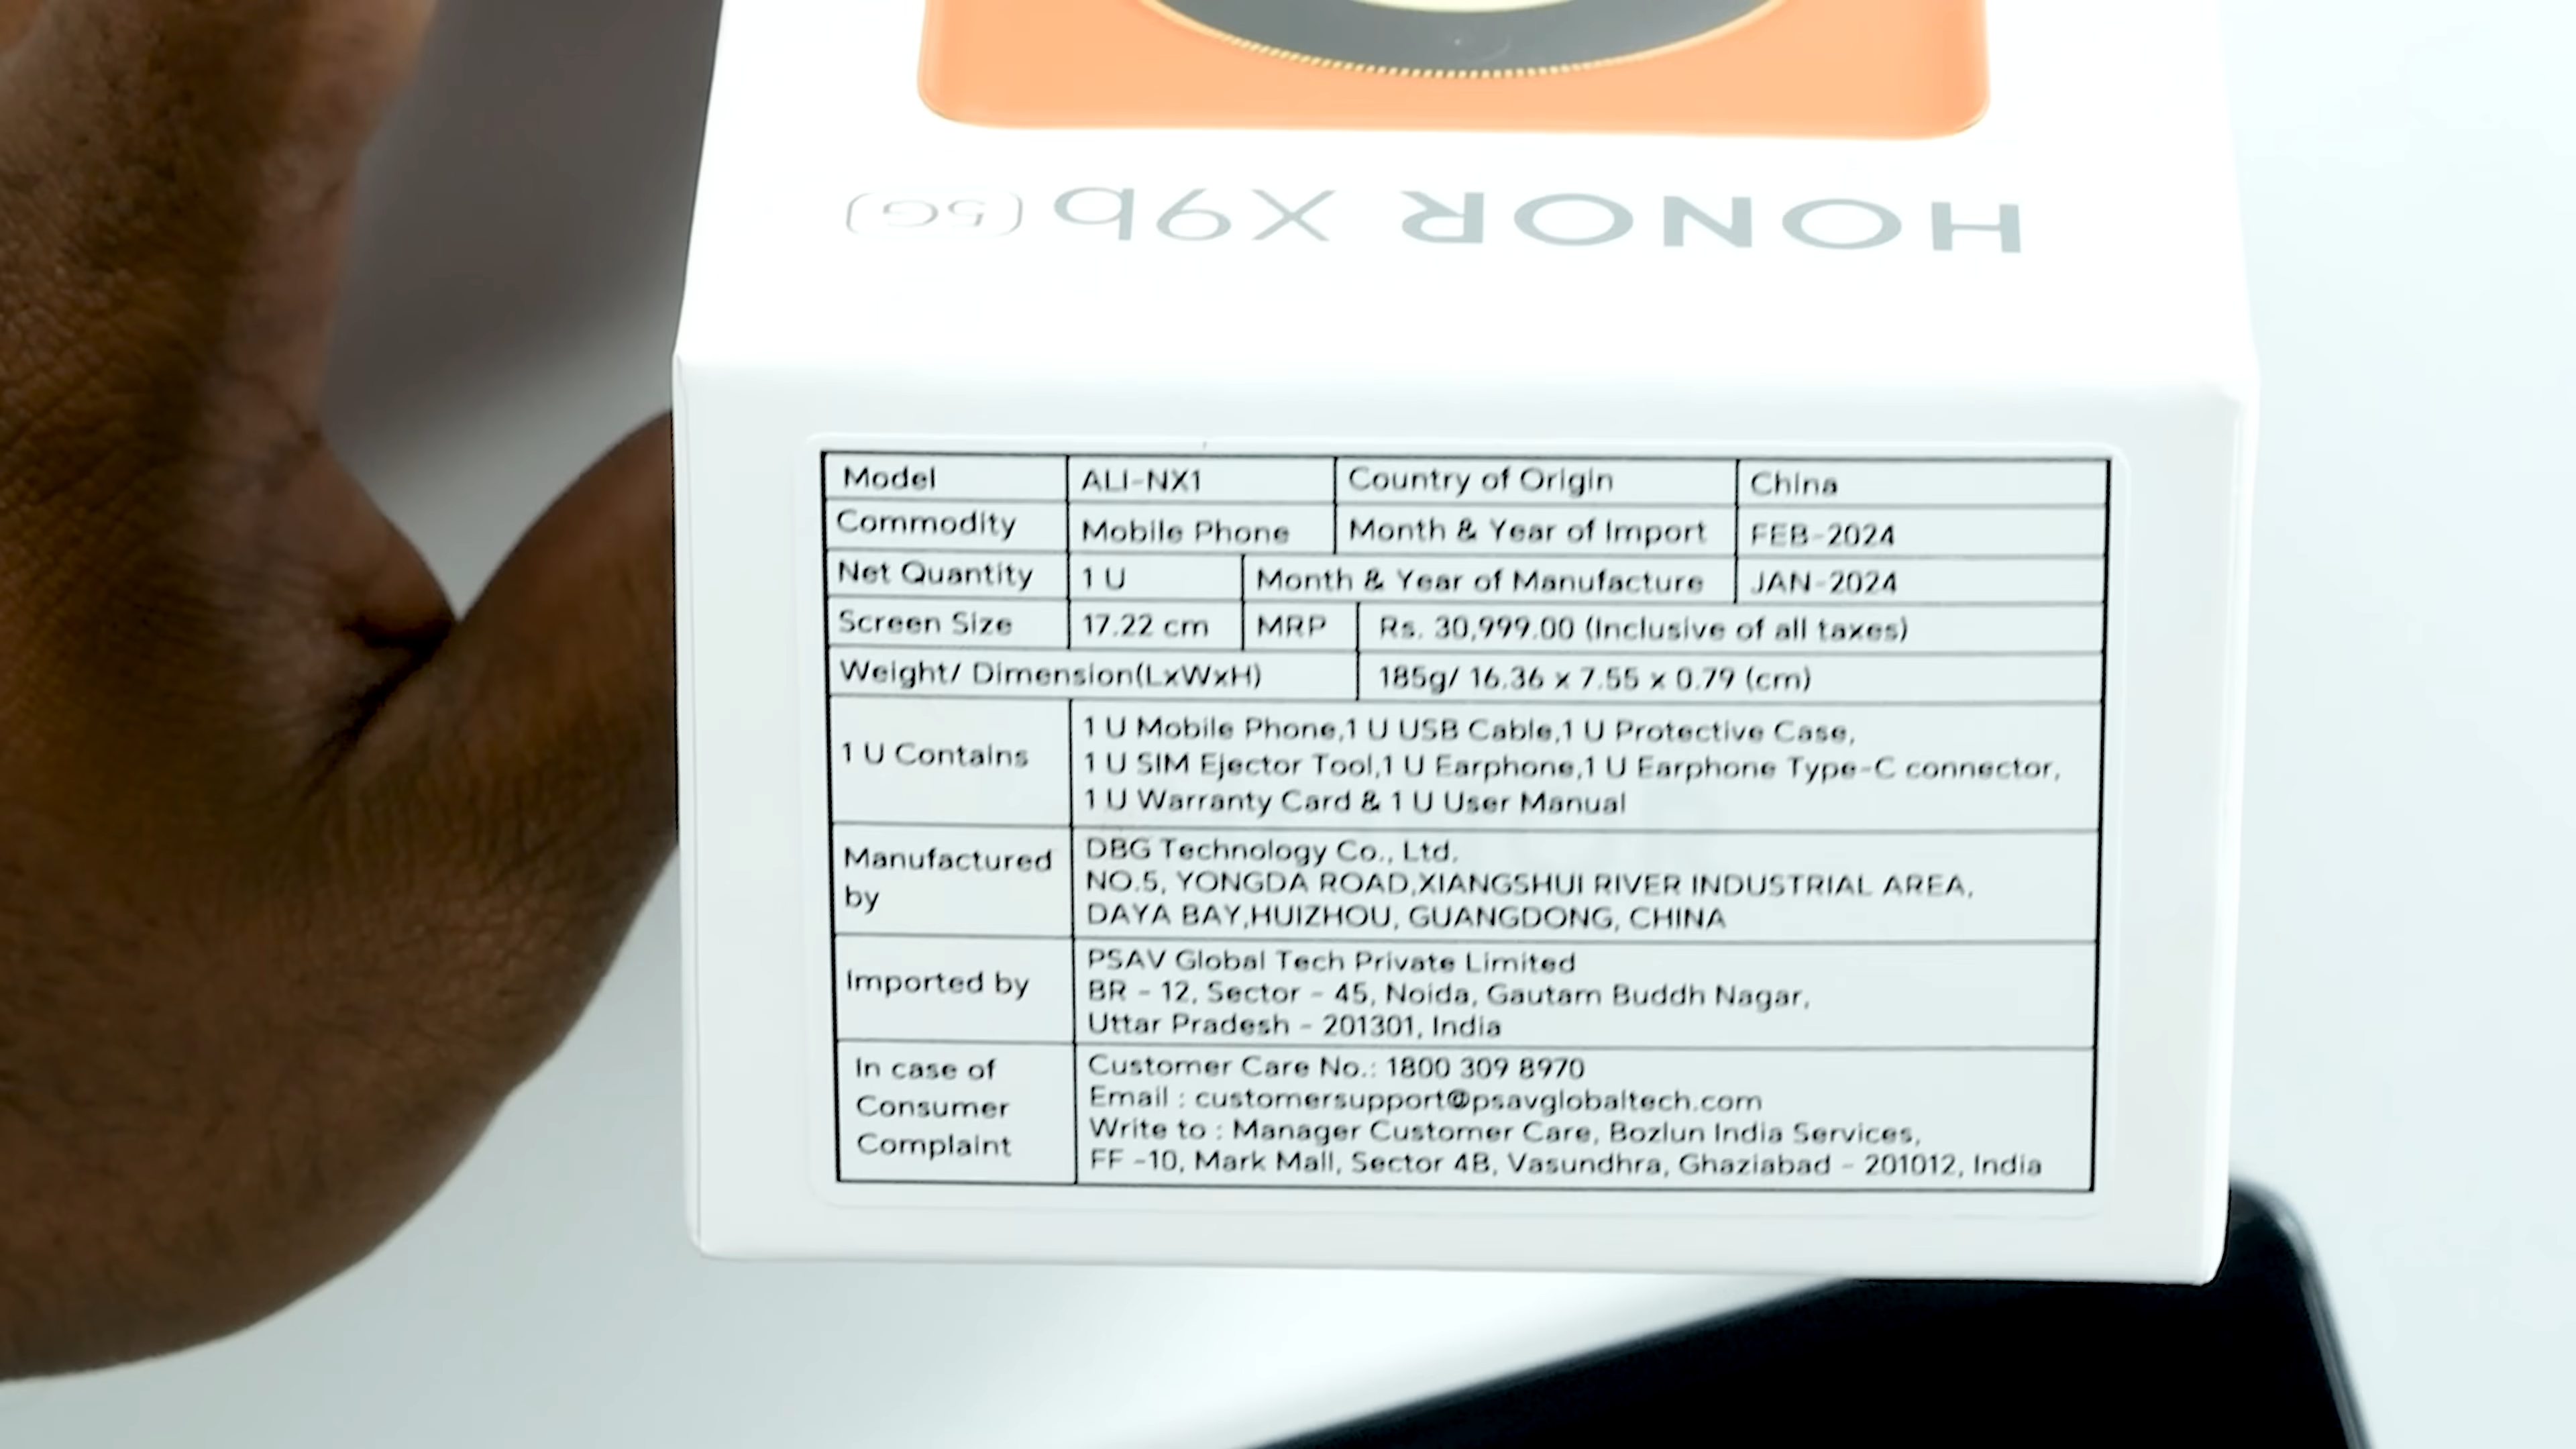 HONOR X9b (5G)
Model ALI-NX1 Country of Origin China
Commodity Mobile Phone Month & Year of Import FEB-2024
Net Quantity 1 U Month & Year of Manufacture JAN-2024
Screen Size 17.22 cm MRP Rs. 30,999.00 (Inclusive of all taxes)
Weight/ Dimension(LxWxH) 185g/ 16.36 x 7.55 x 0.79 (cm)
1 U Contains
1 U Mobile Phone,1 U USB Cable,1 U Protective Case,
1 U SIM Ejector Tool,1 U Earphone,1 U Earphone Type-C connector,
1 U Warranty Card & 1 U User Manual
Manufactured
by
DBG Technology Co., Ltd.
NO.5, YONGDA ROAD,XIANGSHUI RIVER INDUSTRIAL AREA,
DAYA BAY,HUIZHOU, GUANGDONG, CHINA
Imported by
PSAV Global Tech Private Limited
BR - 12, Sector - 45, Noida, Gautam Buddh Nagar,
Uttar Pradesh - 201301, India
In case of
Consumer
Complaint
Customer Care No.: 1800 309 8970
Email : customersupport@psavglobaltech.com
Write to : Manager Customer Care, Bozlun India Services,
FF -10, Mark Mall, Sector 4B, Vasundhra, Ghaziabad - 201012, India